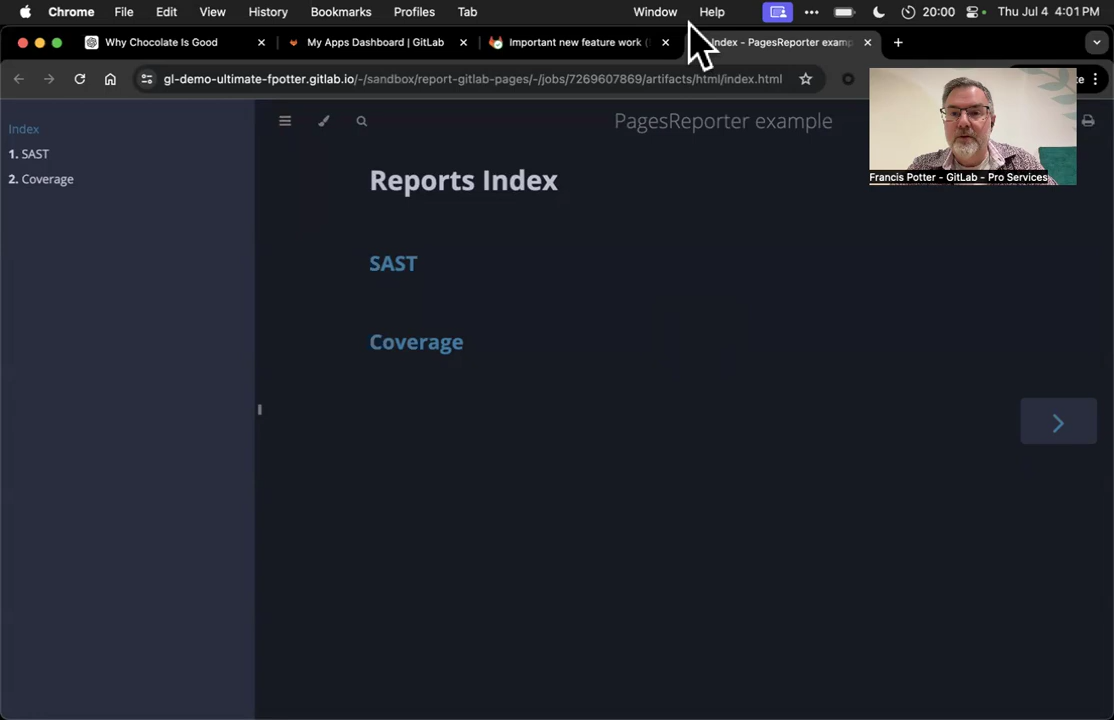 Chrome File Edit View History Bookmarks Profiles Tab Window Help 20:00 Thu Jul 4 4:01 PM
Why Chocolate Is Good My Apps Dashboard | GitLab Important new feature work ( Index - PagesReporter examp
gl-demo-ultimate-fpotter.gitlab.io/-/sandbox/report-gitlab-pages/-/jobs/7269607869/artifacts/html/index.html
Index
1. SAST
2. Coverage
PagesReporter example
Reports Index
SAST
Coverage
Francis Potter - GitLab - Pro Services